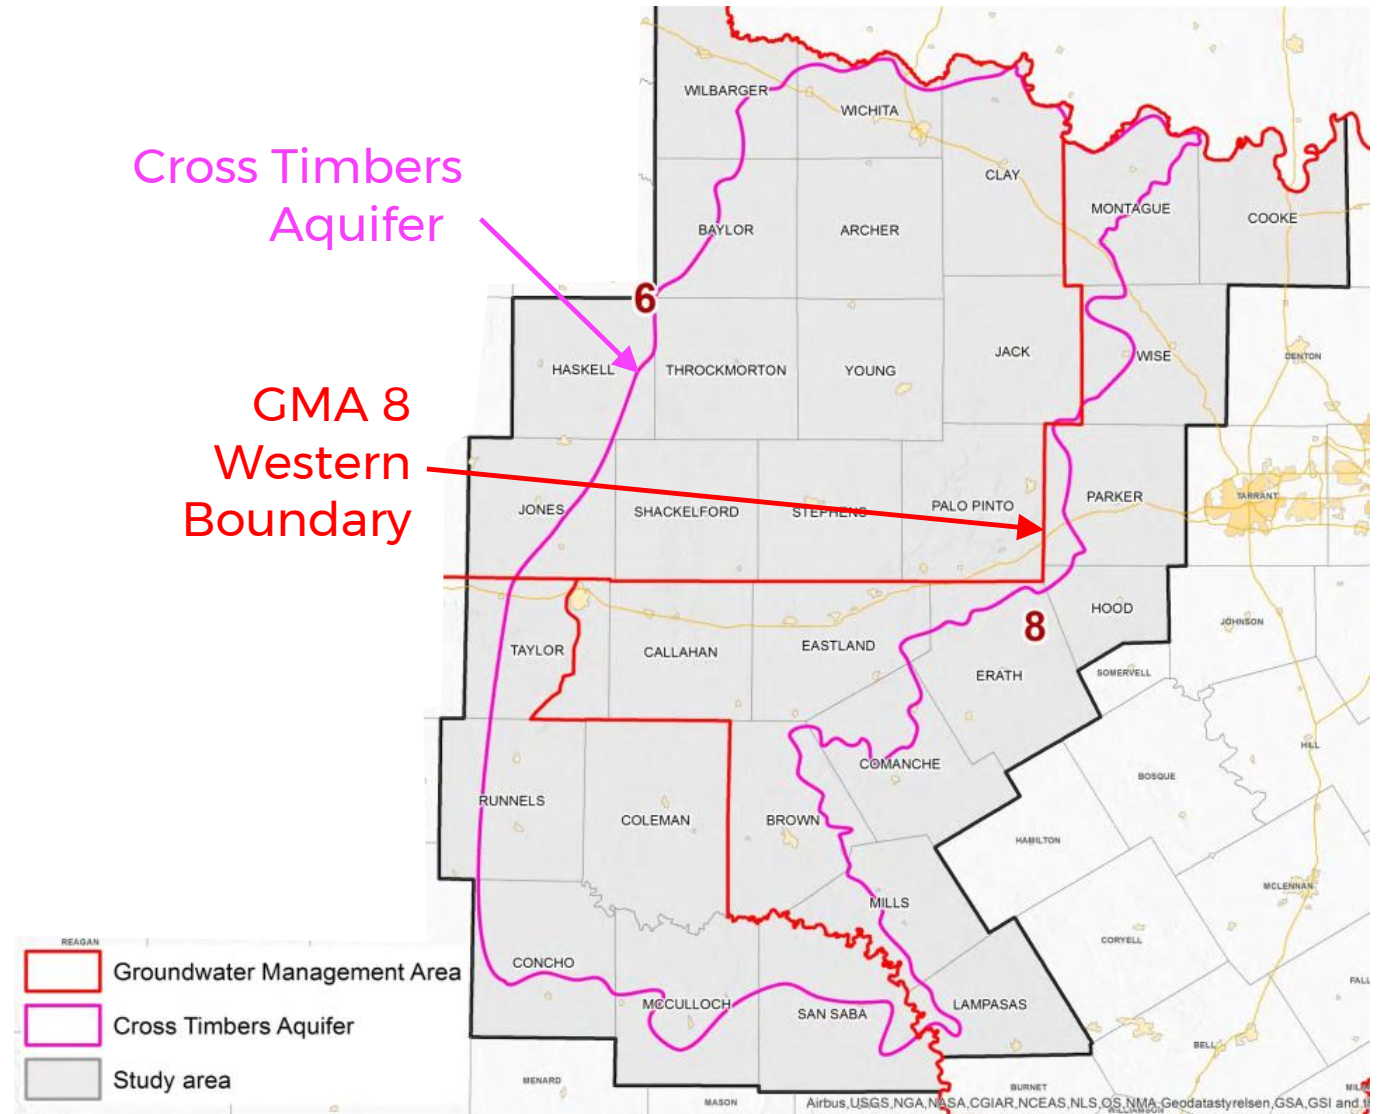 WILBARGER
WICHITA
Cross Timbers
Aquifer
CLAY
MONTAGUE
COOKE
BAYLOR
ARCHER
6
HASKELL
THROCKMORTON
YOUNG
JACK
WISE
DENTON
GMA 8
Western
Boundary
JONES
SHACKELFORD
STEPHENS
PALO PINTO
PARKER
TARRANT
TAYLOR
CALLAHAN
EASTLAND
8
HOOD
JOHNSON
ERATH
SOMERVELL
HILL
COMANCHE
BOSQUE
RUNNELS
COLEMAN
BROWN
HAMILTON
MCLENNAN
MILLS
CORYELL
REAGAN
CONCHO
FALL
MCCULLOCH
SAN SABA
LAMPASAS
BELL
Groundwater Management Area
Cross Timbers Aquifer
Study area
MENARD
MASON
BURNET
Airbus,USGS,NGA,NASA,CGIAR,NCEAS,NLS,OS,NMA,Geodatastyrelsen,GSA,GSI and